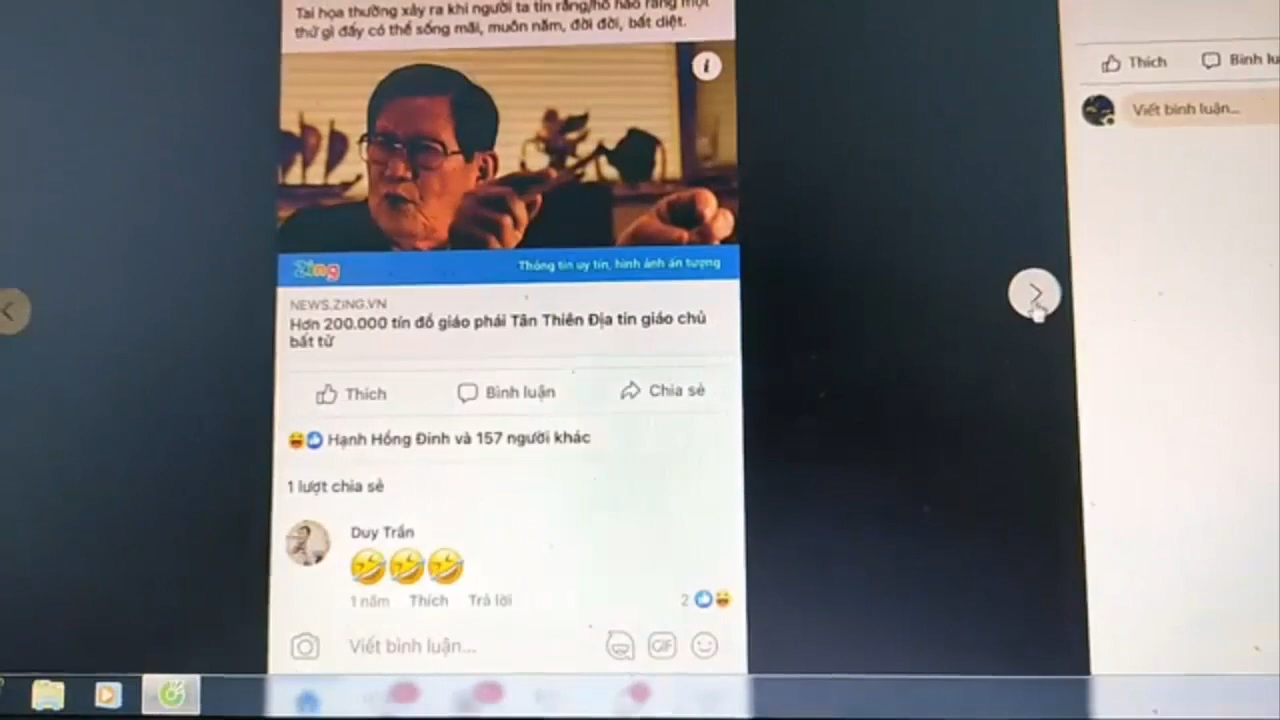 Tai họa thường xảy ra khi người ta tin rằng/hô hào rằng một
thứ gì đấy có thể sống mãi, muôn năm, đời đời, bất diệt.
Zing
Thông tin uy tín, hình ảnh ấn tượng
NEWS.ZING.VN
Hơn 200.000 tín đồ giáo phái Tân Thiên Địa tin giáo chủ
bất tử
Thích
Bình luận
Chia sẻ
Hạnh Hồng Đinh và 157 người khác
1 lượt chia sẻ
Duy Trần
🤣🤣🤣
1 năm Thích Trả lời
2
Viết bình luận...
GIF
Thích
Bình lu
Viết bình luận...